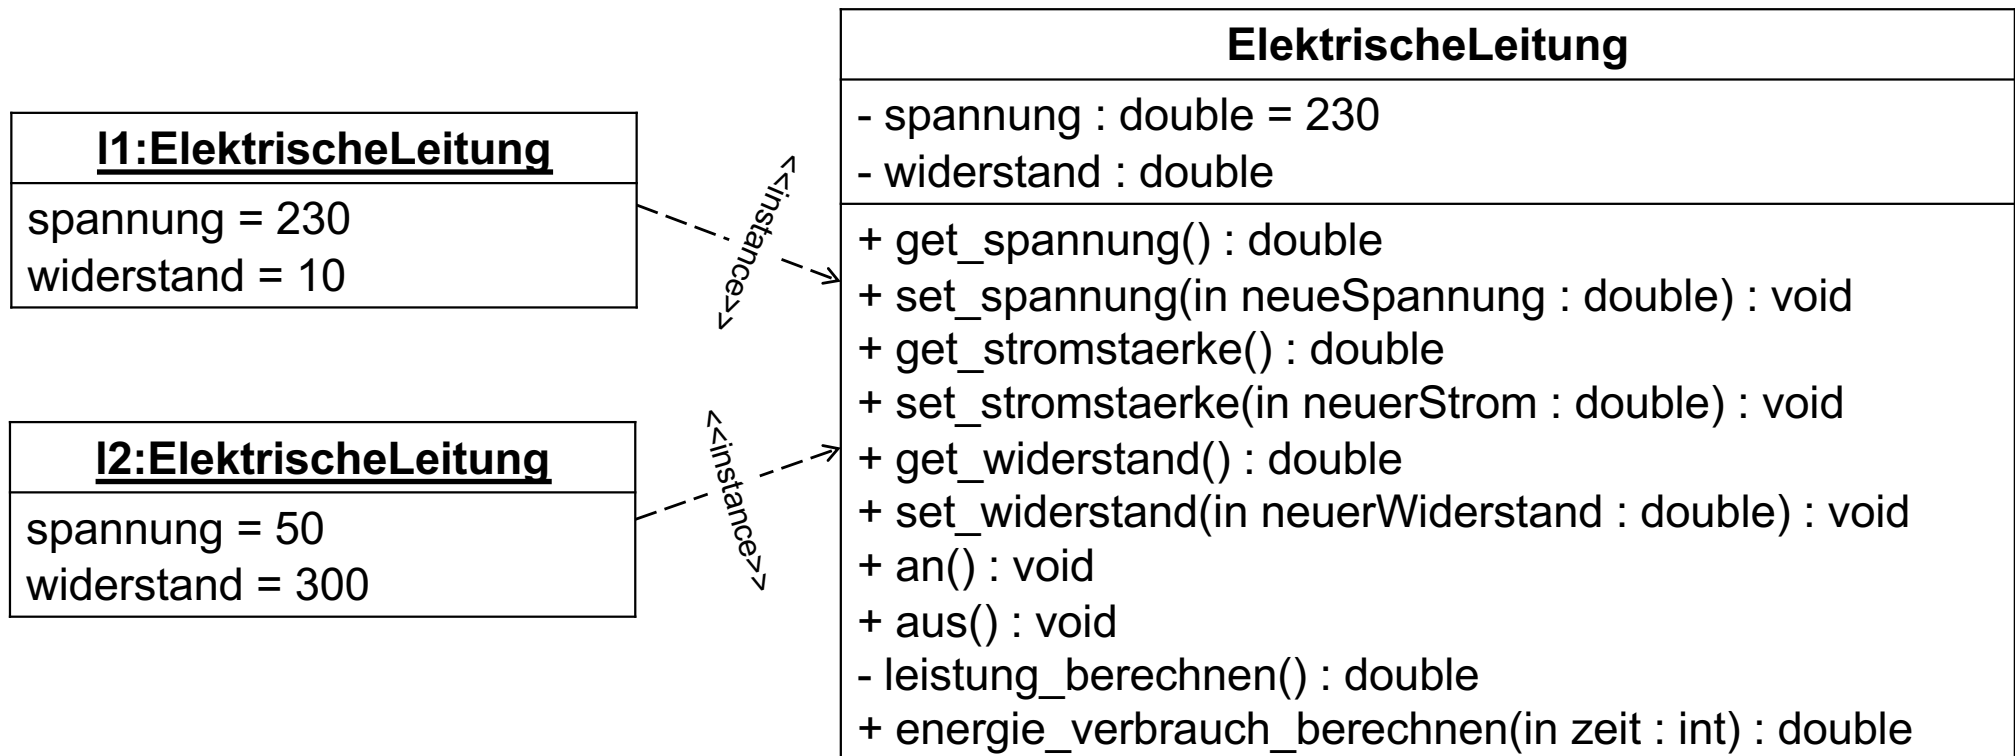 l1:ElektrischeLeitung
spannung = 230
widerstand = 10
<<instance>>
l2:ElektrischeLeitung
spannung = 50
widerstand = 300
<<instance>>
ElektrischeLeitung
- spannung : double = 230
- widerstand : double
+ get_spannung() : double
+ set_spannung(in neueSpannung : double) : void
+ get_stromstaerke() : double
+ set_stromstaerke(in neuerStrom : double) : void
+ get_widerstand() : double
+ set_widerstand(in neuerWiderstand : double) : void
+ an() : void
+ aus() : void
- leistung_berechnen() : double
+ energie_verbrauch_berechnen(in zeit : int) : double